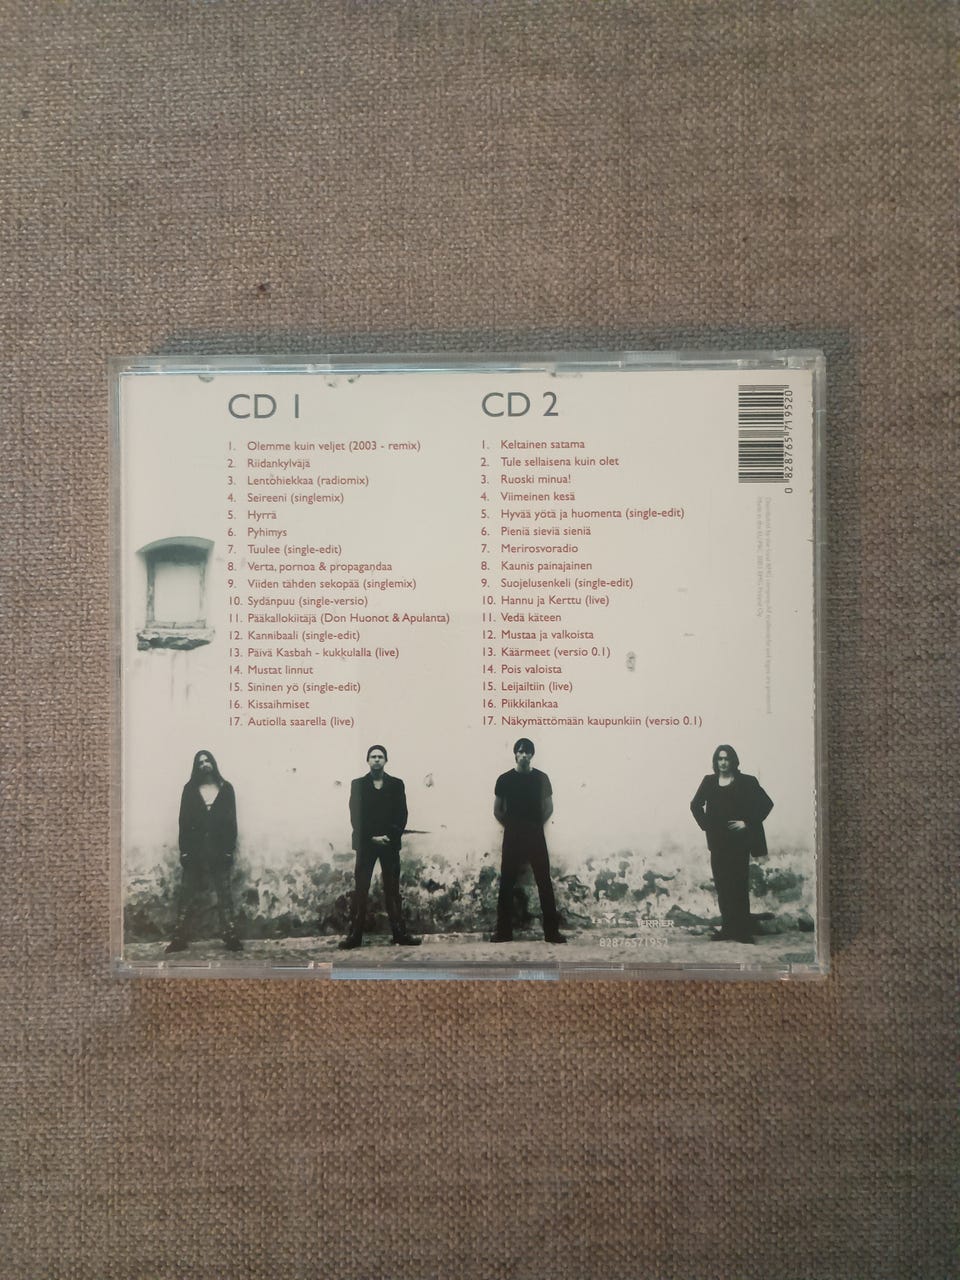 CD 1
1. Olemme kuin veljet (2003 - remix)
2. Riidankylväjä
3. Lentohiekkaa (radiomix)
4. Seireeni (singlemix)
5. Hyrrä
6. Pyhimys
7. Tuulee (single-edit)
8. Verta, pornoa & propagandaa
9. Viiden tähden sekopää (singlemix)
10. Sydänpuu (single-versio)
11. Pääkallokiitäjä (Don Huonot & Apulanta)
12. Kannibaali (single-edit)
13. Päivä Kasbah - kukkulalla (live)
14. Mustat linnut
15. Sininen yö (single-edit)
16. Kissaihmiset
17. Autiolla saarella (live)
CD 2
1. Keltainen satama
2. Tule sellaisena kuin olet
3. Ruoski minua!
4. Viimeinen kesä
5. Hyvää yötä ja huomenta (single-edit)
6. Pieniä sieviä sieniä
7. Merirosvoradio
8. Kaunis painajainen
9. Suojelusenkeli (single-edit)
10. Hannu ja Kerttu (live)
11. Vedä käteen
12. Mustaa ja valkoista
13. Käärmeet (versio 0.1)
14. Pois valoista
15. Leijailtiin (live)
16. Piikkilankaa
17. Näkymättömään kaupunkiin (versio 0.1)
0 828765 719520
BMG TERRIER
82876571952